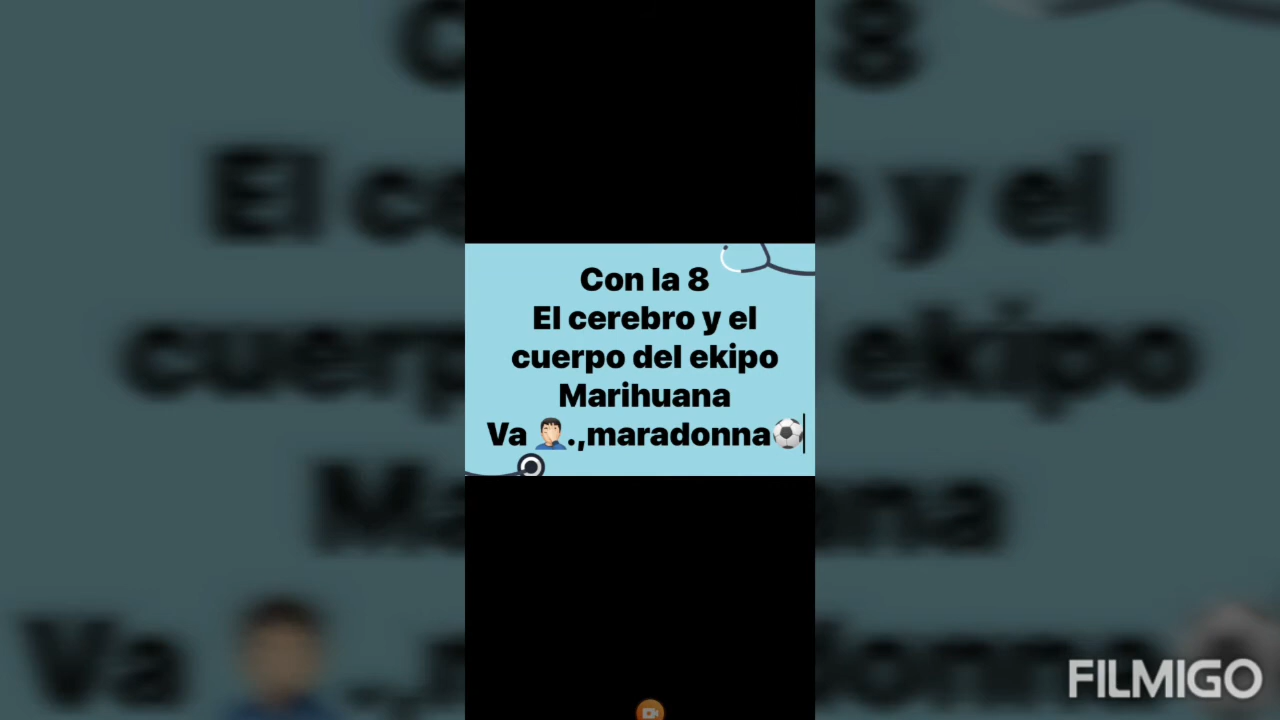 Con la 8
El cerebro y el
cuerpo del ekipo
Marihuana
Va 🤦🏻‍♂️.,maradonna⚽
FILMIGO